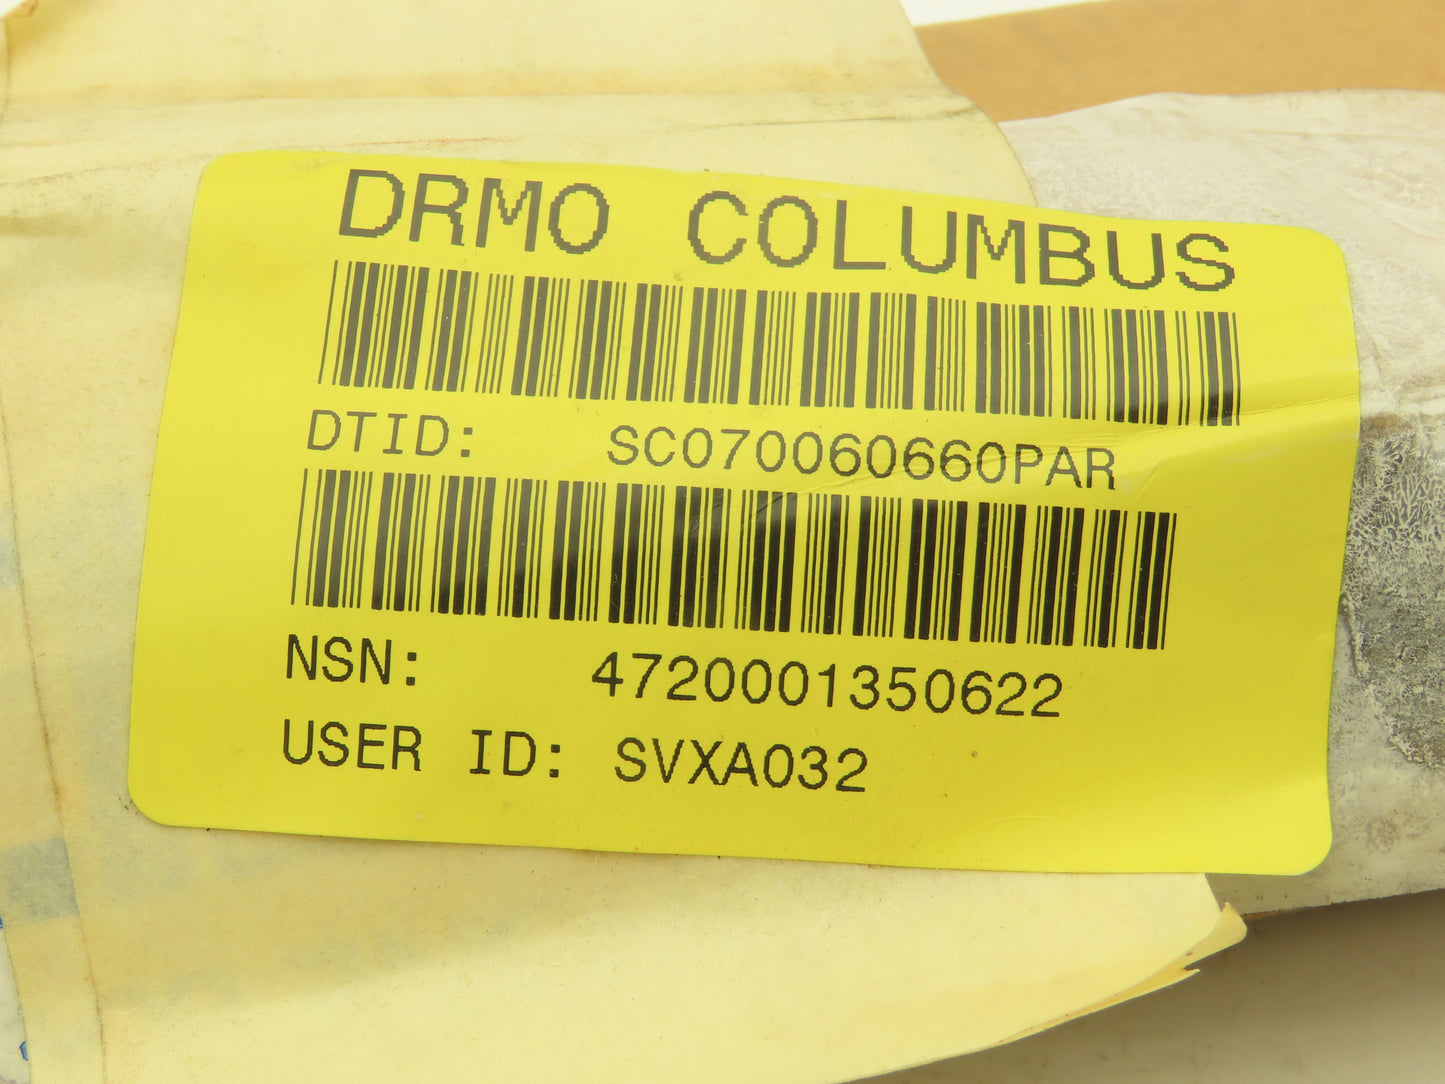 DRMO COLUMBUS
DTID: SC070060660PAR
NSN: 4720001350622
USER ID: SVXA032